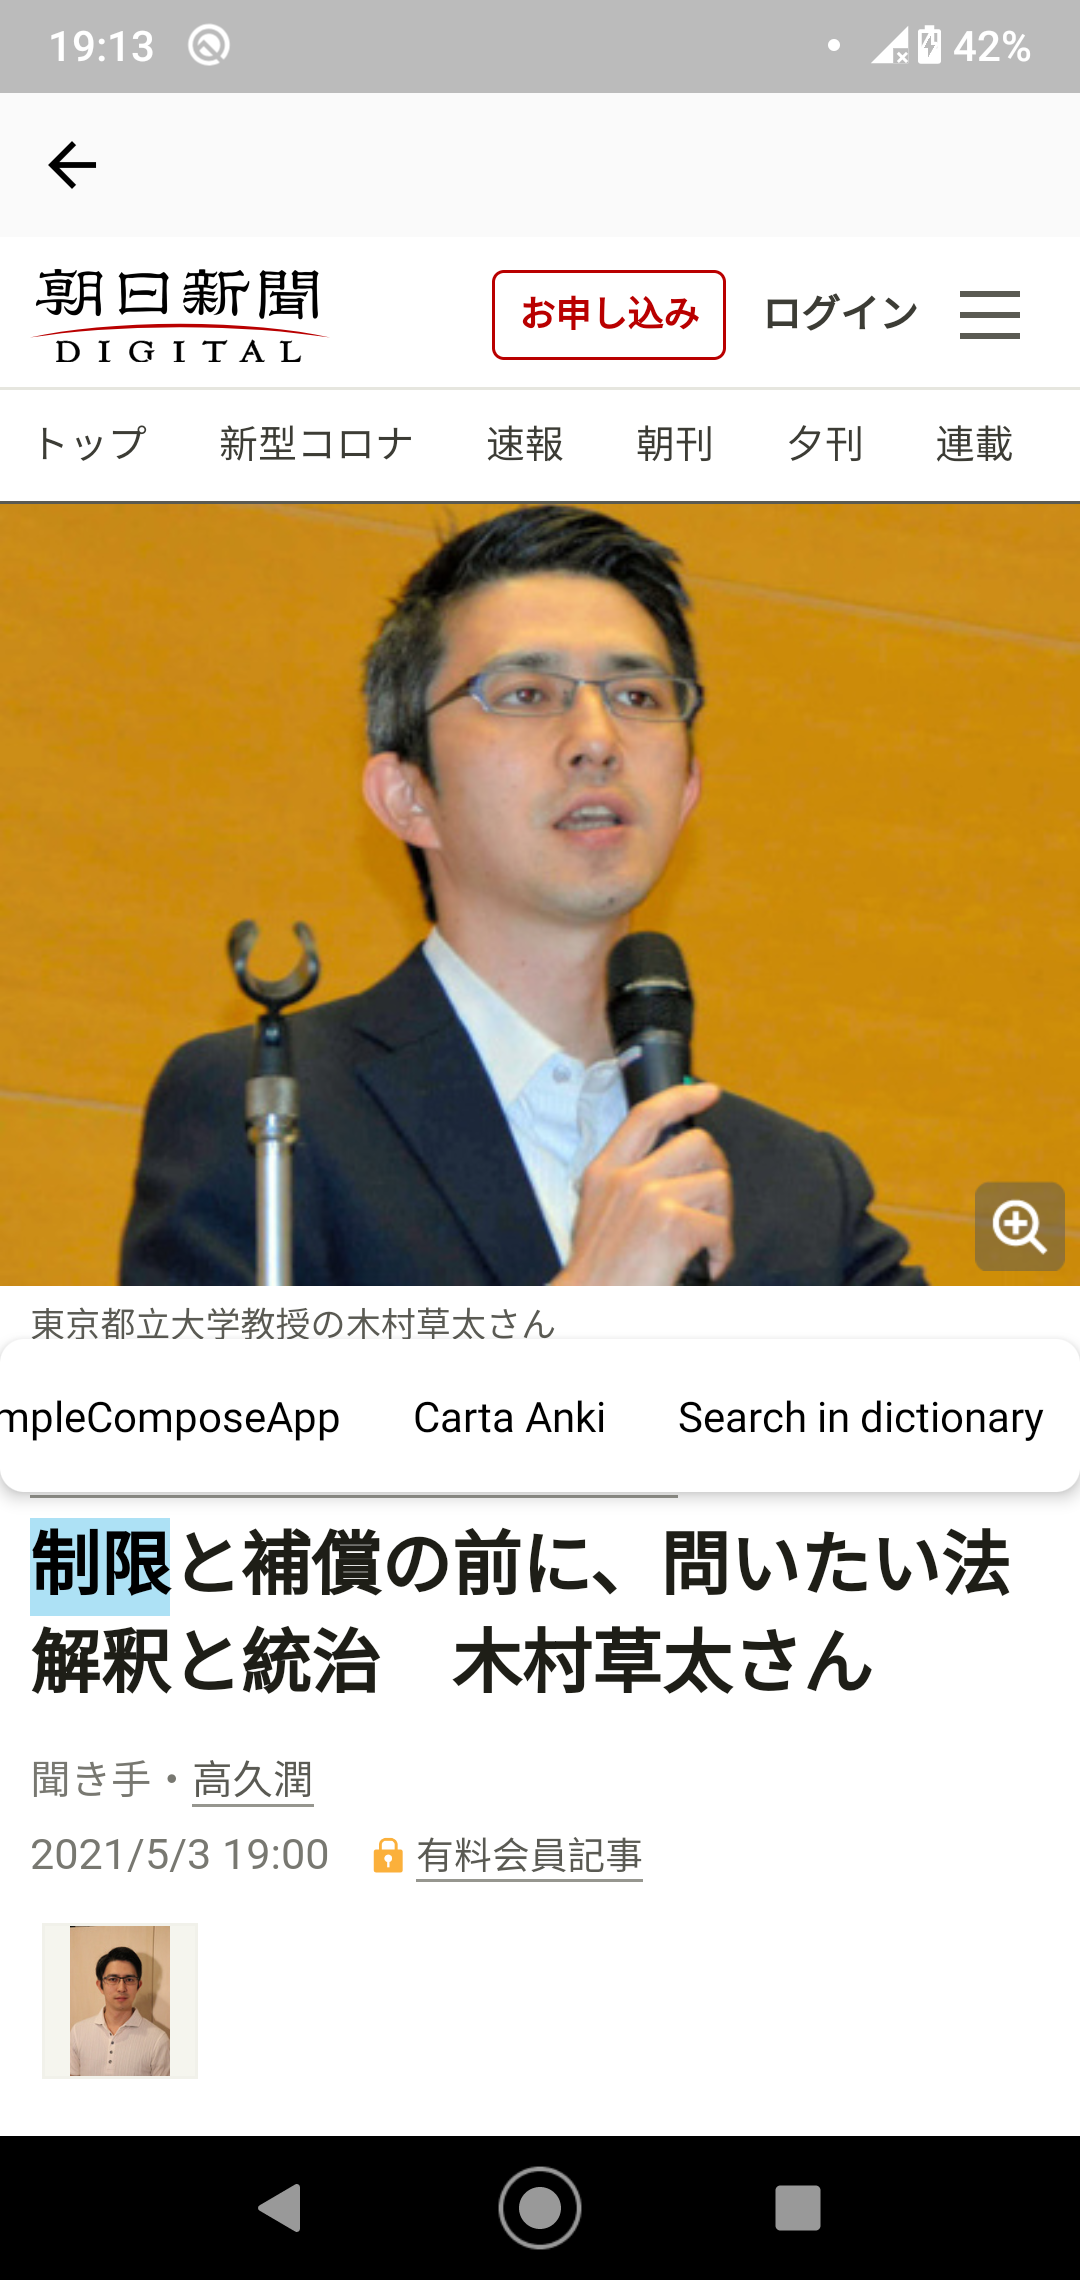 19:13
42%
朝日新聞
DIGITAL
お申し込み
ログイン
トップ 新型コロナ 速報 朝刊 夕刊 連載
東京都立大学教授の木村草太さん
mpleComposeApp Carta Anki Search in dictionary
制限と補償の前に、問いたい法
解釈と統治　木村草太さん
聞き手・高久潤
2021/5/3 19:00 有料会員記事